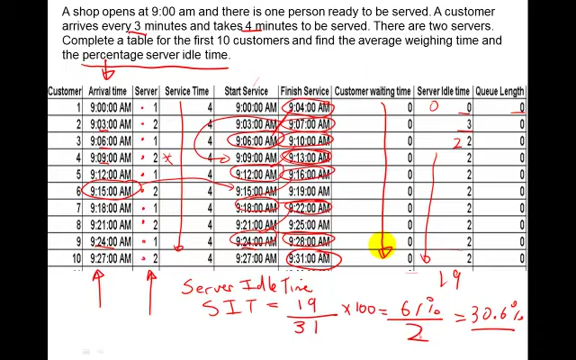 A shop opens at 9:00 am and there is one person ready to be served. A customer
arrives every 3 minutes and takes 4 minutes to be served. There are two servers.
Complete a table for the first 10 customers and find the average weighing time and
the percentage server idle time.
Customer Arrival time Server Service Time Start Service Finish Service Customer waiting time Server Idle time Queue Length
1 9:00:00 AM 1 4 9:00:00 AM 9:04:00 AM 0 0 0 0
2 9:03:00 AM 2 4 9:03:00 AM 9:07:00 AM 0 3 0
3 9:06:00 AM 1 4 9:06:00 AM 9:10:00 AM 0 2 2 0
4 9:09:00 AM 2 x 4 9:09:00 AM 9:13:00 AM 0 2 0
5 9:12:00 AM 1 4 9:12:00 AM 9:16:00 AM 0 2 0
6 9:15:00 AM 2 4 9:15:00 AM 9:19:00 AM 0 2 0
7 9:18:00 AM 1 4 9:18:00 AM 9:22:00 AM 0 2 0
8 9:21:00 AM 2 4 9:21:00 AM 9:25:00 AM 0 2 0
9 9:24:00 AM 1 4 9:24:00 AM 9:28:00 AM 0 2 0
10 9:27:00 AM 2 4 9:27:00 AM 9:31:00 AM 0 2 0
19
Server Idle Time
SIT = 19/31 x100 = 61%/2 = 30.6%